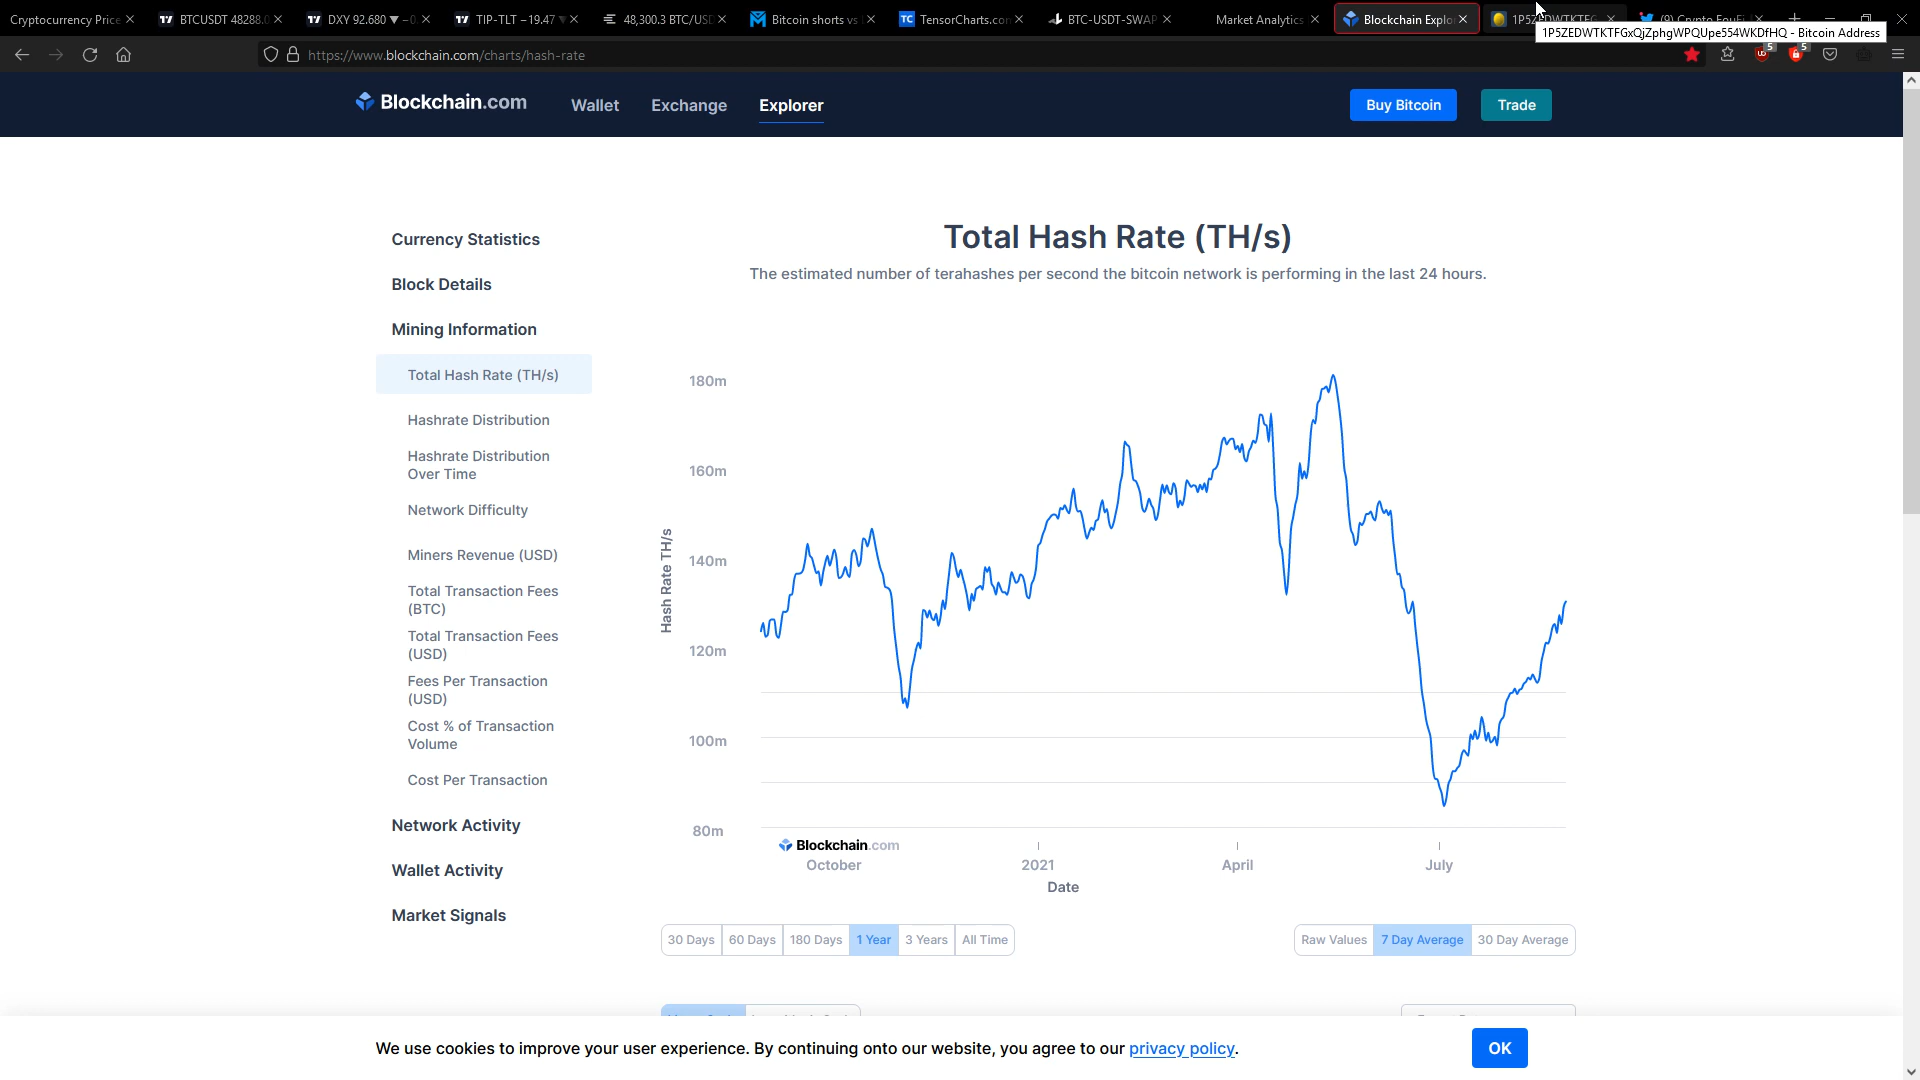 Cryptocurrency Price
BTCUSDT 48288.0
DXY 92.680 ▼ −0.
TIP-TLT −19.47 ▼
48,300.3 BTC/USD
Bitcoin shorts vs
TensorCharts.com
BTC-USDT-SWAP
Market Analytics
Blockchain Explo
1P5ZEDWTKTFGxQjZphgWPQUpe554WKDfHQ - Bitcoin Address
https://www.blockchain.com/charts/hash-rate
5
5
Blockchain.com
Wallet
Exchange
Explorer
Buy Bitcoin
Trade
Currency Statistics
Block Details
Mining Information
Total Hash Rate (TH/s)
Hashrate Distribution
Hashrate Distribution
Over Time
Network Difficulty
Miners Revenue (USD)
Total Transaction Fees
(BTC)
Total Transaction Fees
(USD)
Fees Per Transaction
(USD)
Cost % of Transaction
Volume
Cost Per Transaction
Network Activity
Wallet Activity
Market Signals
Total Hash Rate (TH/s)
The estimated number of terahashes per second the bitcoin network is performing in the last 24 hours.
Hash Rate TH/s
180m
160m
140m
120m
100m
80m
Blockchain.com
October
2021
April
July
Date
30 Days
60 Days
180 Days
1 Year
3 Years
All Time
Raw Values
7 Day Average
30 Day Average
We use cookies to improve your user experience. By continuing onto our website, you agree to our privacy policy.
OK